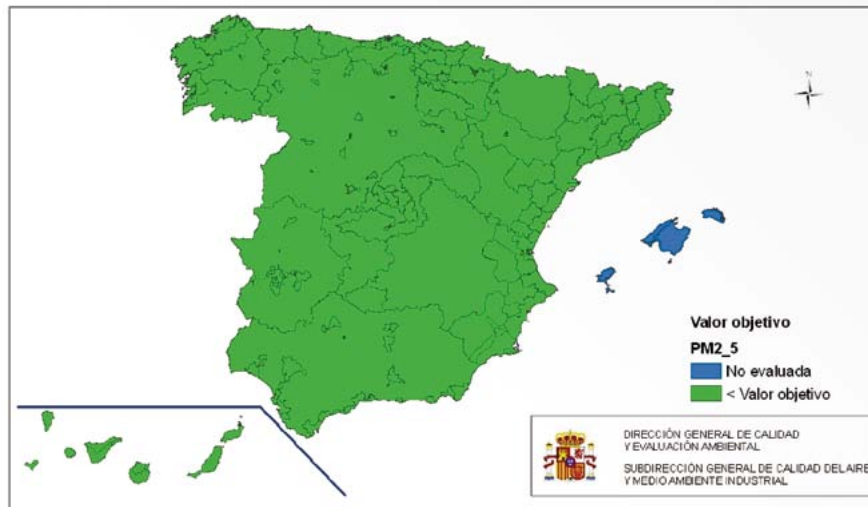 N
Valor objetivo
PM2_5
No evaluada
< Valor objetivo
DIRECCIÓN GENERAL DE CALIDAD
Y EVALUACIÓN AMBIENTAL
SUBDIRECCIÓN GENERAL DE CALIDAD DEL AIRE
Y MEDIO AMBIENTE INDUSTRIAL